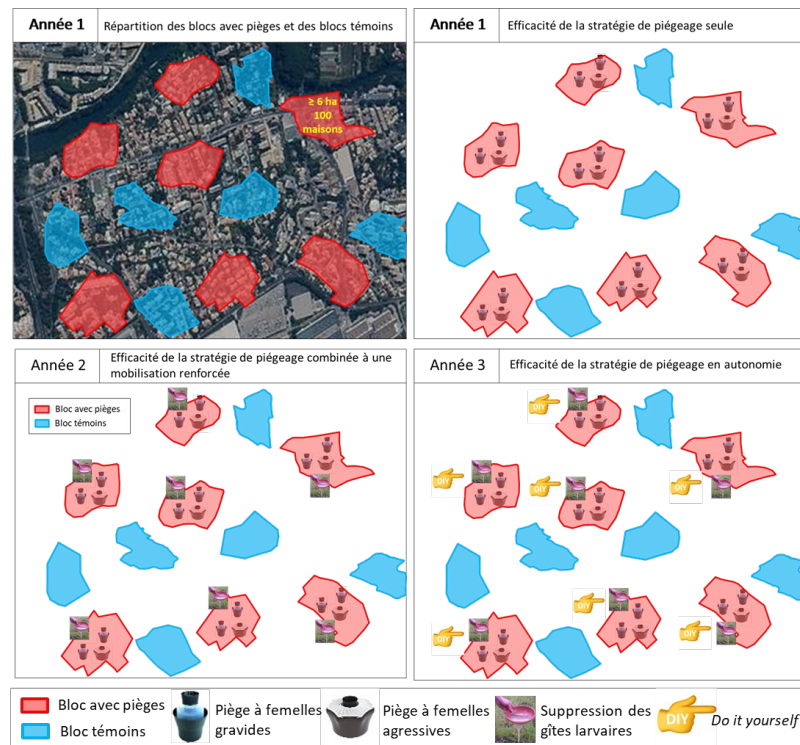 Année 1
Répartition des blocs avec pièges et des blocs témoins
≥ 6 ha
100
maisons
Année 1
Efficacité de la stratégie de piégeage seule
Année 2
Efficacité de la stratégie de piégeage combinée à une
mobilisation renforcée
Bloc avec pièges
Bloc témoins
Année 3
Efficacité de la stratégie de piégeage en autonomie
DIY
DIY
DIY
DIY
DIY
DIY
DIY
Bloc avec pièges
Bloc témoins
Piège à femelles
gravides
Piège à femelles
agressives
Suppression des
gîtes larvaires
DIY
Do it yourself